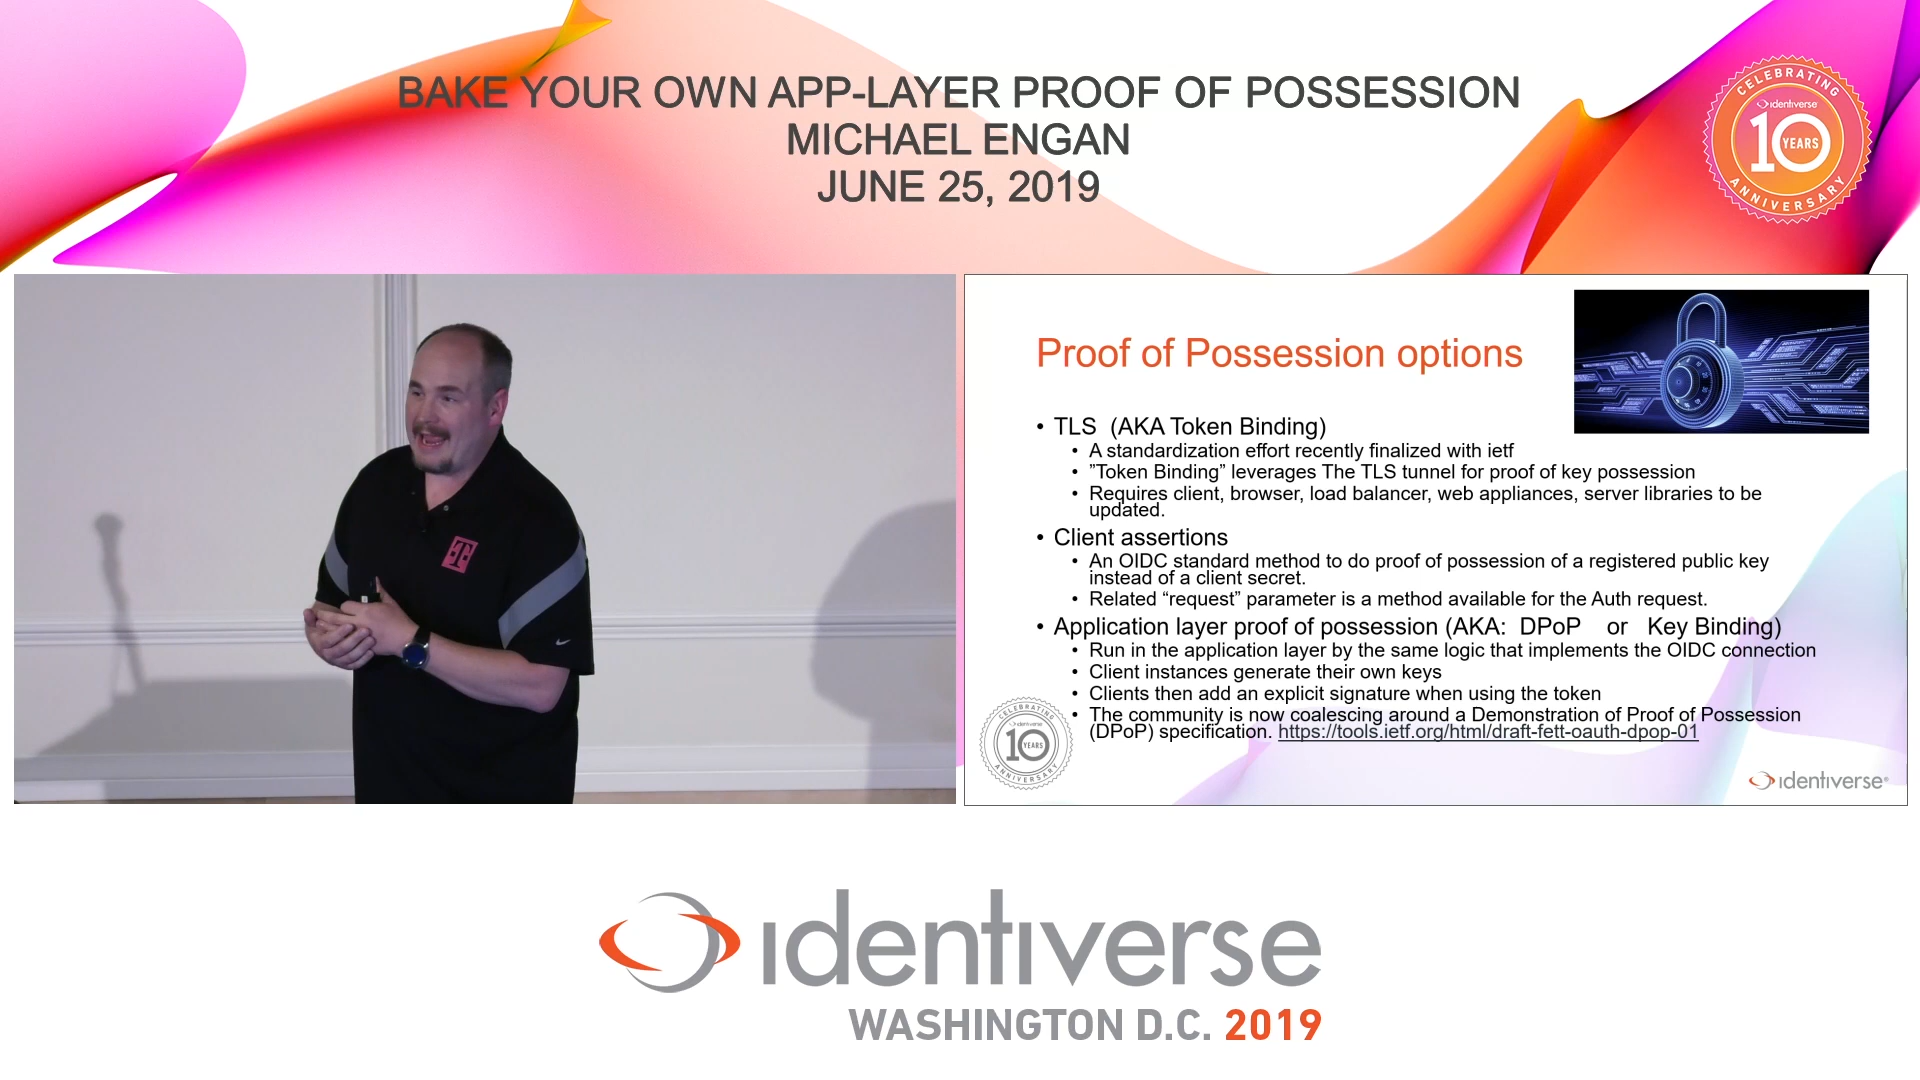 BAKE YOUR OWN APP-LAYER PROOF OF POSSESSION
MICHAEL ENGAN
JUNE 25, 2019
CELEBRATING
identiverse
10
YEARS
ANNIVERSARY
T
Proof of Possession options
• TLS (AKA Token Binding)
• A standardization effort recently finalized with ietf
• ”Token Binding” leverages The TLS tunnel for proof of key possession
• Requires client, browser, load balancer, web appliances, server libraries to be
updated.
• Client assertions
• An OIDC standard method to do proof of possession of a registered public key
instead of a client secret.
• Related “request” parameter is a method available for the Auth request.
• Application layer proof of possession (AKA: DPoP or Key Binding)
• Run in the application layer by the same logic that implements the OIDC connection
• Client instances generate their own keys
• Clients then add an explicit signature when using the token
• The community is now coalescing around a Demonstration of Proof of Possession
(DPoP) specification. https://tools.ietf.org/html/draft-fett-oauth-dpop-01
CELEBRATING
identiverse
10
YEARS
ANNIVERSARY
identiverse®
identiverse
WASHINGTON D.C. 2019